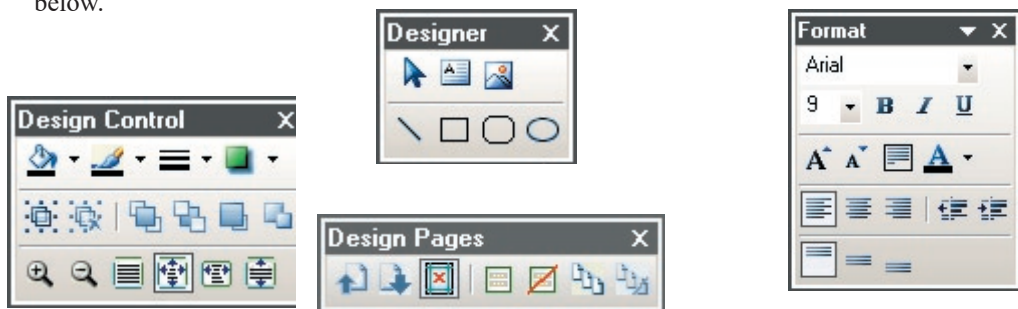 below.
Designer X
Format X
Arial
9 B I U
A A A
Design Control X
Design Pages X